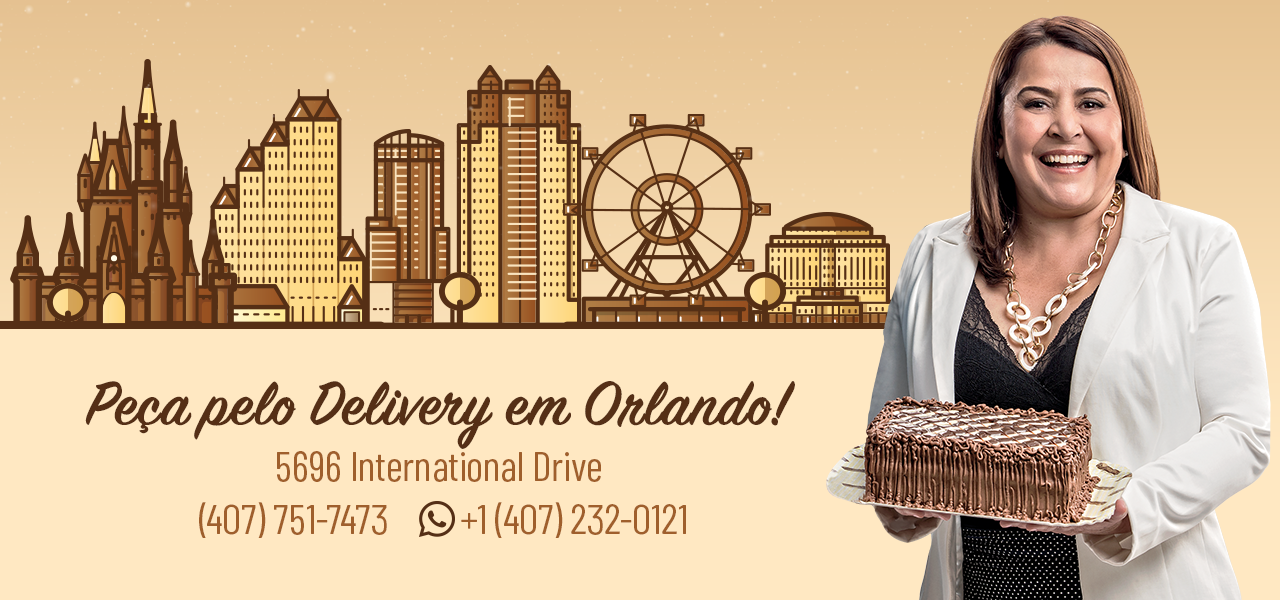 Peça pelo Delivery em Orlando!
5696 International Drive
(407) 751-7473 +1 (407) 232-0121